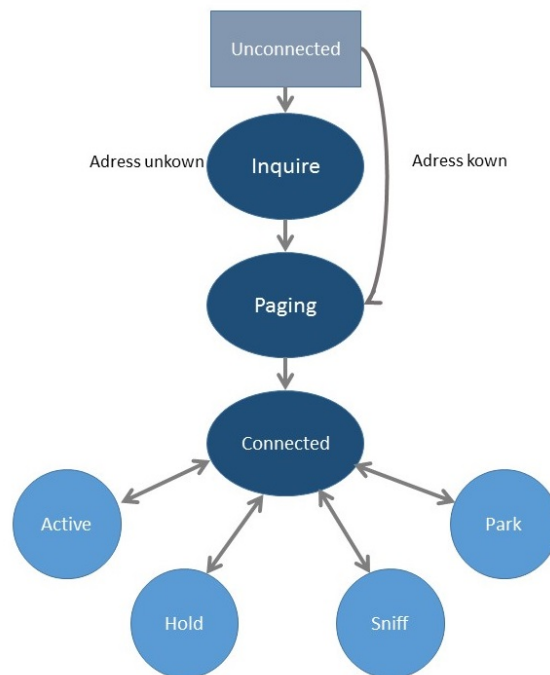 Unconnected
Adress unkown
Inquire
Adress kown
Paging
Connected
Active
Park
Hold
Sniff